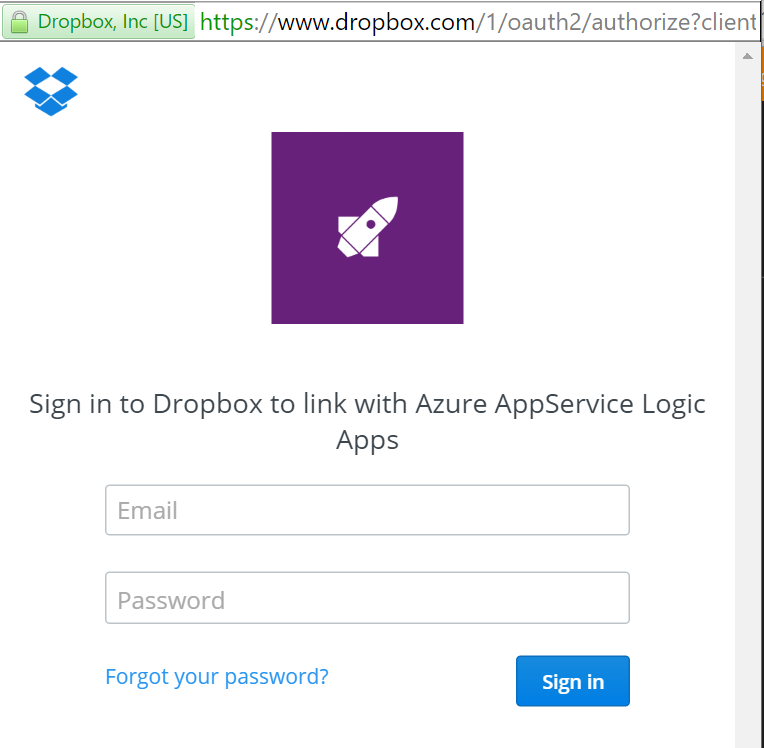 Dropbox, Inc [US] https://www.dropbox.com/1/oauth2/authorize?client
Sign in to Dropbox to link with Azure AppService Logic
Apps
Email
Password
Forgot your password? Sign in